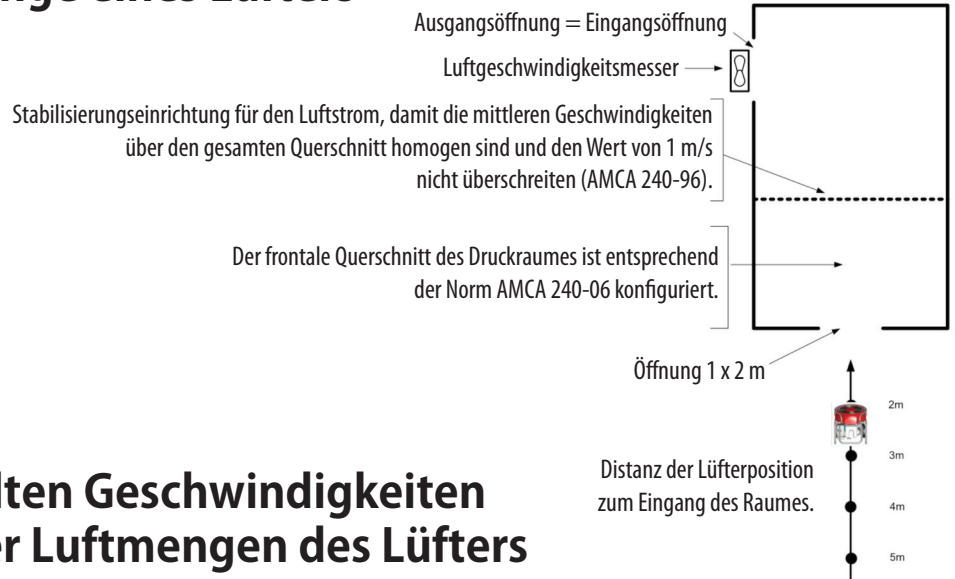 eines Lüfters
Ausgangsöffnung = Eingangsöffnung
Luftgeschwindigkeitsmesser
Stabilisierungseinrichtung für den Luftstrom, damit die mittleren Geschwindigkeiten
über den gesamten Querschnitt homogen sind und den Wert von 1 m/s
nicht überschreiten (AMCA 240-96).
Der frontale Querschnitt des Druckraumes ist entsprechend
der Norm AMCA 240-06 konfiguriert.
Öffnung 1 x 2 m
2m
3m
Distanz der Lüfterposition
zum Eingang des Raumes.
4m
5m
lten Geschwindigkeiten
er Luftmengen des Lüfters